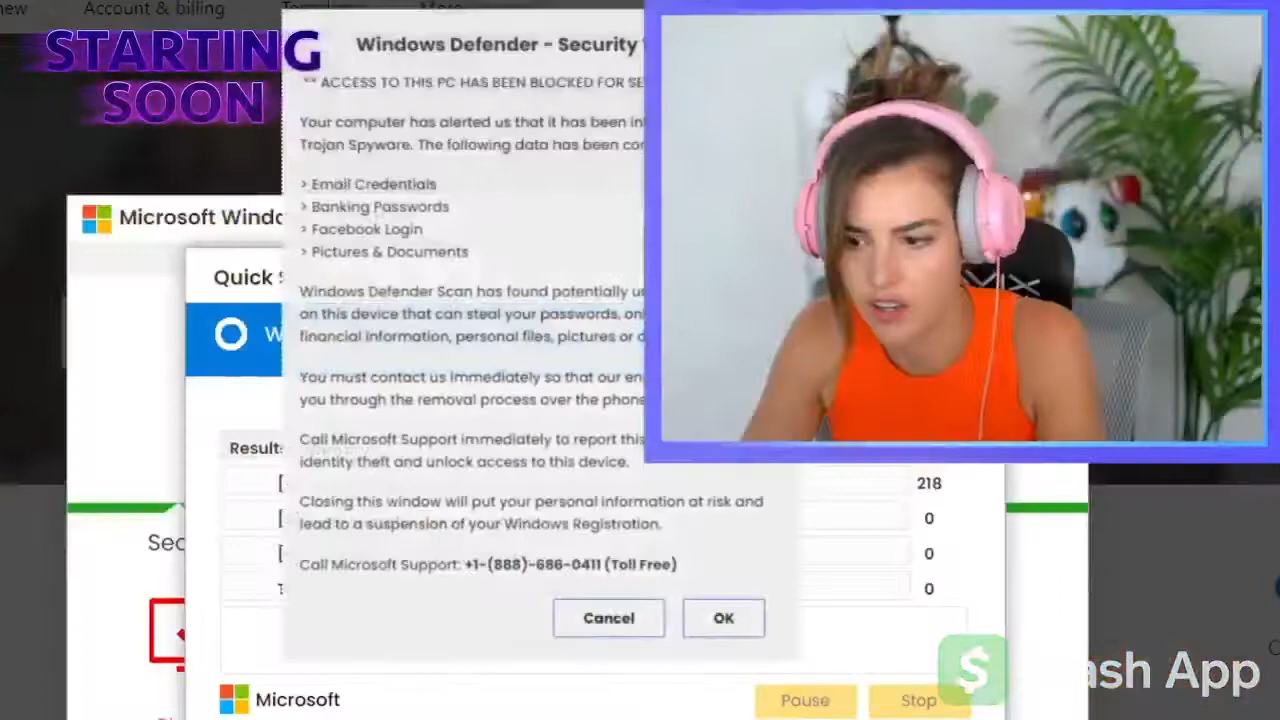 new
Account & billing
More
STARTING
SOON
Windows Defender - Security
** ACCESS TO THIS PC HAS BEEN BLOCKED FOR SE
Your computer has alerted us that it has been in
Trojan Spyware. The following data has been co
> Email Credentials
> Banking Passwords
> Facebook Login
> Pictures & Documents
Windows Defender Scan has found potentially u
on this device that can steal your passwords, on
financial information, personal files, pictures or
You must contact us immediately so that our en
you through the removal process over the phone
Call Microsoft Support immediately to report this
identity theft and unlock access to this device.
Closing this window will put your personal information at risk and
lead to a suspension of your Windows Registration.
Call Microsoft Support: +1-(888)-686-0411 (Toll Free)
Cancel
OK
Microsoft Windo
Quick S
W
Result
218
0
0
0
Sec
Microsoft
Pause
Stop
$
ash App